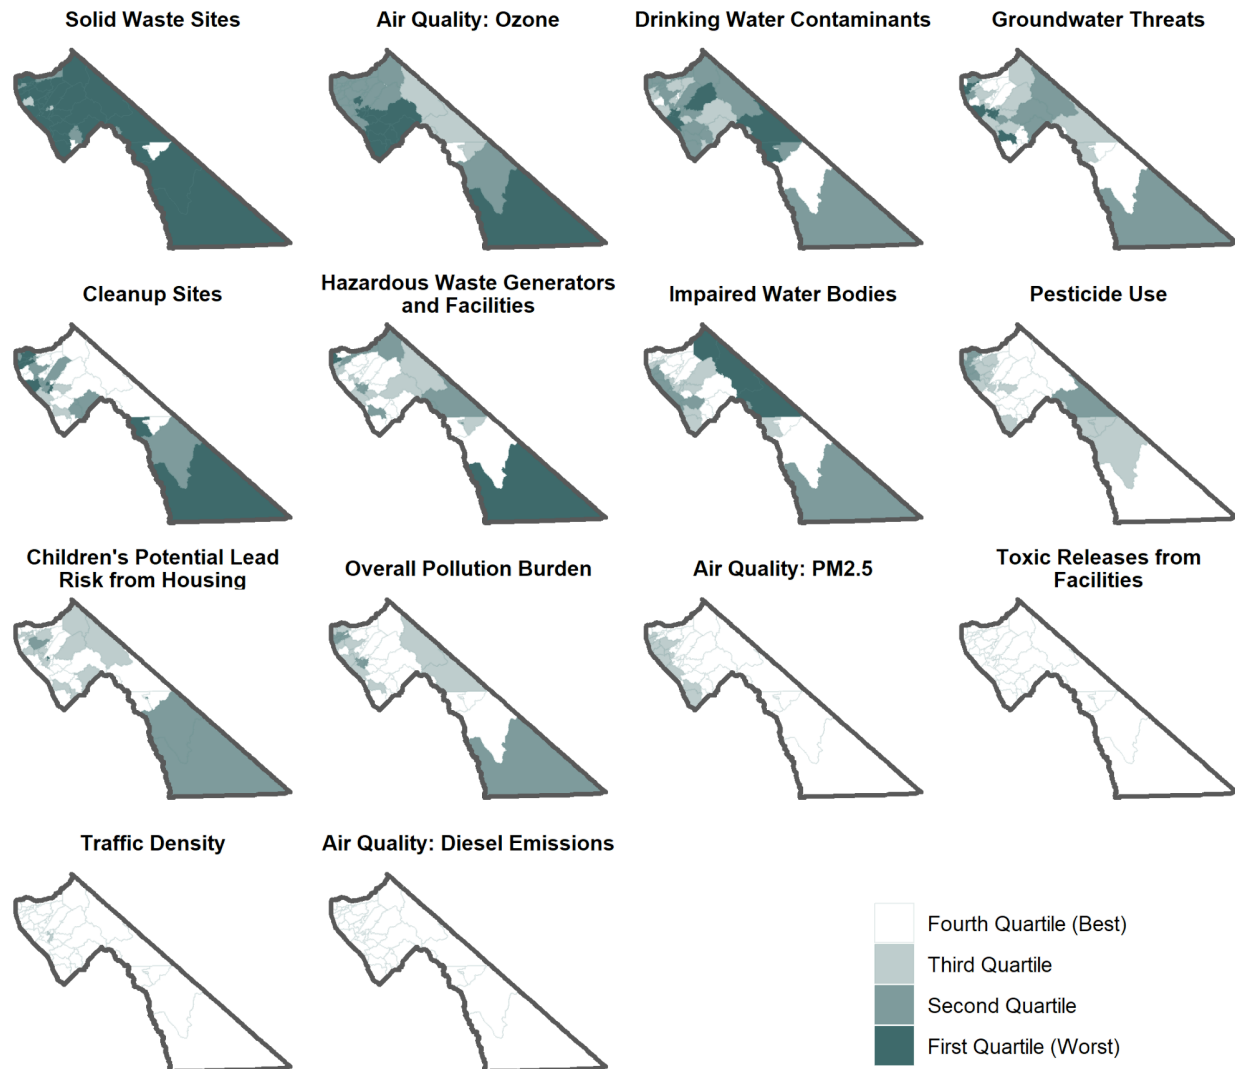 Solid Waste Sites
Air Quality: Ozone
Drinking Water Contaminants
Groundwater Threats
Cleanup Sites
Hazardous Waste Generators
and Facilities
Impaired Water Bodies
Pesticide Use
Children's Potential Lead
Risk from Housing
Overall Pollution Burden
Air Quality: PM2.5
Toxic Releases from
Facilities
Traffic Density
Air Quality: Diesel Emissions
Fourth Quartile (Best)
Third Quartile
Second Quartile
First Quartile (Worst)